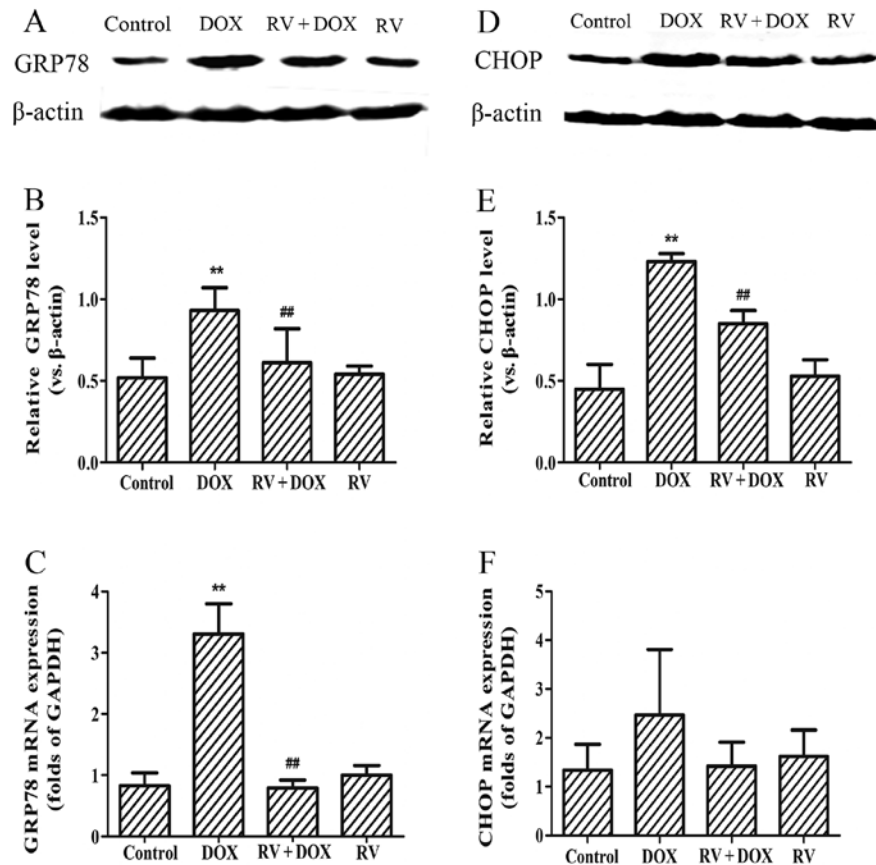 A
Control DOX RV + DOX RV
GRP78
β-actin
D
Control DOX RV + DOX RV
CHOP
β-actin
B
Relative GRP78 level
(vs. β-actin)
1.5
1.0
0.5
0.0
**
##
Control DOX RV + DOX RV
E
Relative CHOP level
(vs. β-actin)
1.5
1.0
0.5
0.0
**
##
Control DOX RV + DOX RV
C
GRP78 mRNA expression
(folds of GAPDH)
4
3
2
1
0
**
##
Control DOX RV + DOX RV
F
CHOP mRNA expression
(folds of GAPDH)
5
4
3
2
1
0
Control DOX RV + DOX RV